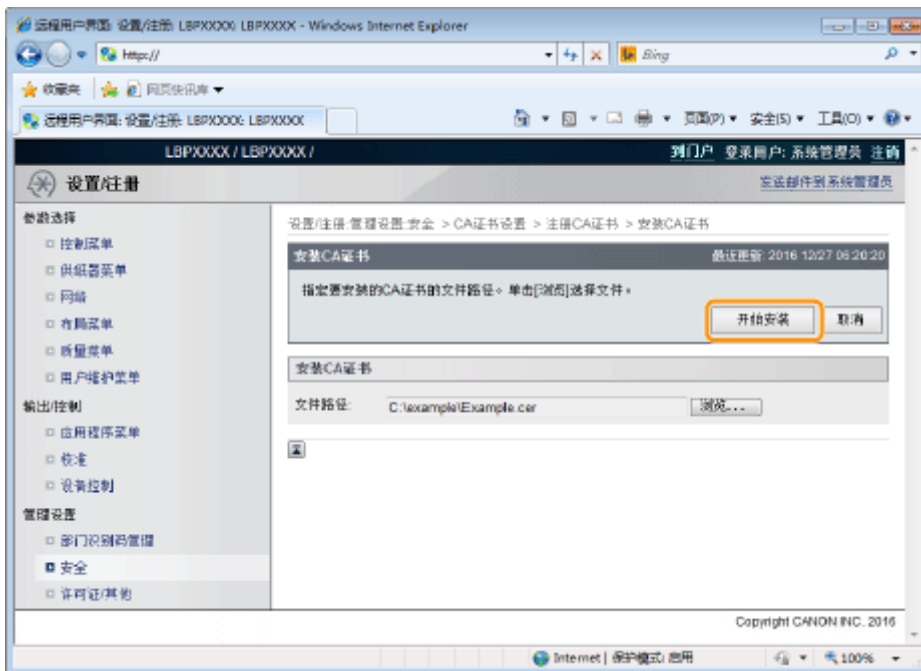 远程用户界面: 设置/注册: LBPXXXX: LBPXXXX - Windows Internet Explorer
http://
Bing
收藏夹 网页快讯库
远程用户界面: 设置/注册: LBPXXXX: LBPXXXX
页面(P) 安全(S) 工具(O)
LBPXXXX / LBPXXXX /
到门户 登录用户: 系统管理员 注销
设置/注册
发送邮件到系统管理员
参数选择
控制菜单
供纸器菜单
网络
布局菜单
质量菜单
用户维护菜单
输出/控制
应用程序菜单
校准
设备控制
管理设置
部门识别码管理
安全
许可证/其他
设置/注册:管理设置:安全 > CA证书设置 > 注册CA证书 > 安装CA证书
安装CA证书
最近更新: 2016 12/27 06:20:20
指定要安装的CA证书的文件路径。单击[浏览]选择文件。
开始安装
取消
安装CA证书
文件路径: C:\example\Example.cer
浏览...
Copyright CANON INC. 2016
Internet | 保护模式: 启用
100%